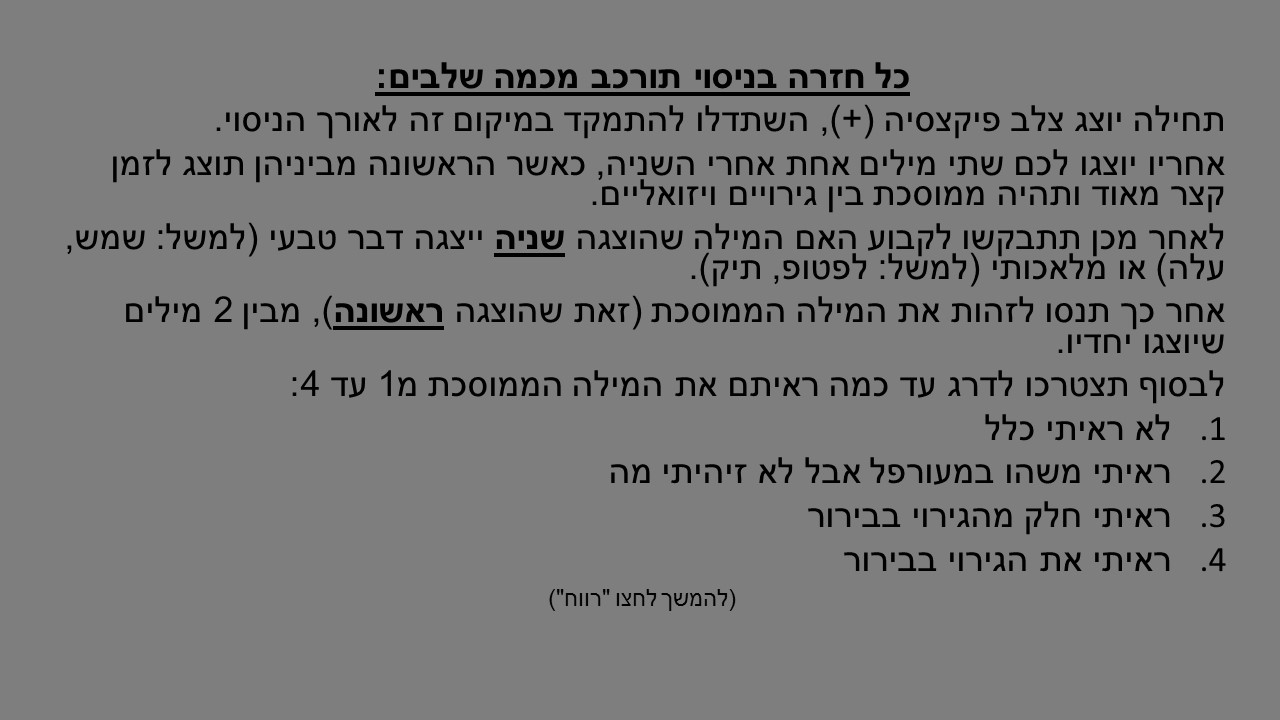 כל חזרה בניסוי תורכב מכמה שלבים:
תחילה יוצג צלב פיקצסיה (+), השתדלו להתמקד במיקום זה לאורך הניסוי.
אחריו יוצגו לכם שתי מילים אחת אחרי השניה, כאשר הראשונה מביניהן תוצג לזמן
קצר מאוד ותהיה ממוסכת בין גירויים ויזואליים.
לאחר מכן תתבקשו לקבוע האם המילה שהוצגה שניה ייצגה דבר טבעי (למשל: שמש,
עלה) או מלאכותי (למשל: לפטופ, תיק).
אחר כך תנסו לזהות את המילה הממוסכת (זאת שהוצגה ראשונה), מבין 2 מילים
שיוצגו יחדיו.
לבסוף תצטרכו לדרג עד כמה ראיתם את המילה הממוסכת מ1 עד 4:
1. לא ראיתי כלל
2. ראיתי משהו במעורפל אבל לא זיהיתי מה
3. ראיתי חלק מהגירוי בבירור
4. ראיתי את הגירוי בבירור
(להמשך לחצו "רווח")